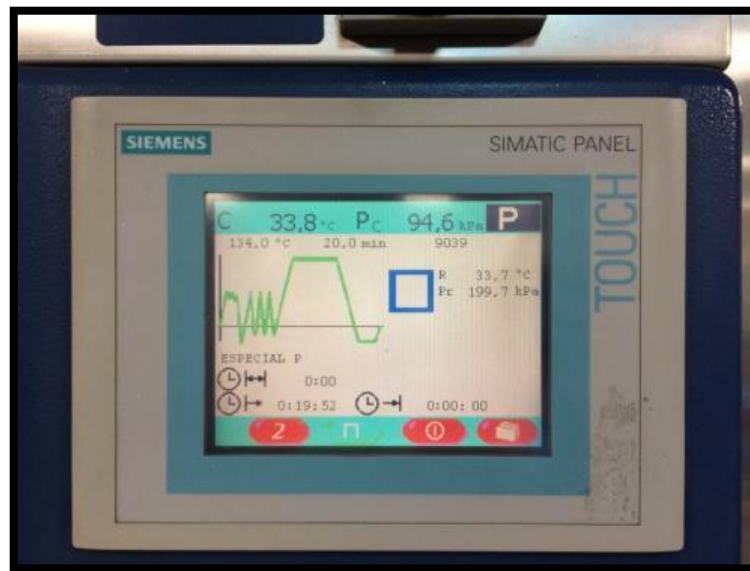 SIEMENS
SIMATIC PANEL
TOUCH
C 33,8 °C PC 94,6 kPa P
134,0 °C 20,0 min 9039
R 33,7 °C
Pr 199,7 kPa
ESPECIAL P
0:00
0:19:52 0:00:00
2